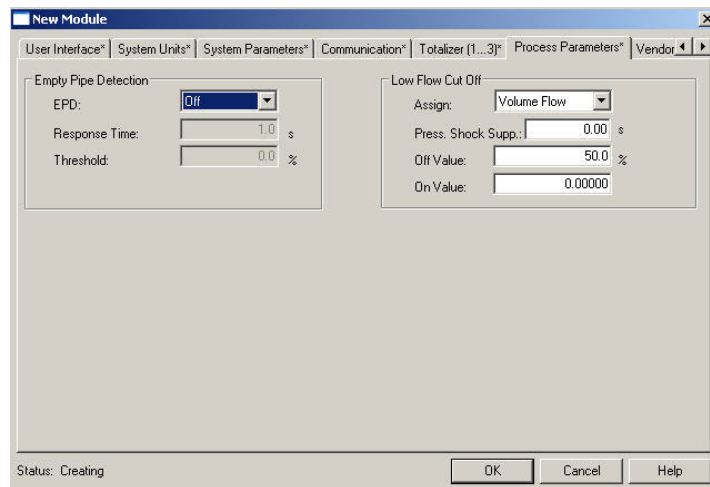 New Module
User Interface* System Units* System Parameters* Communication* Totalizer (1...3)* Process Parameters* Vendor
Empty Pipe Detection
EPD: Off
Response Time: 1.0 s
Threshold: 0.0 %
Low Flow Cut Off
Assign: Volume Flow
Press. Shock Supp.: 0.00 s
Off Value: 50.0 %
On Value: 0.00000
Status: Creating
OK Cancel Help